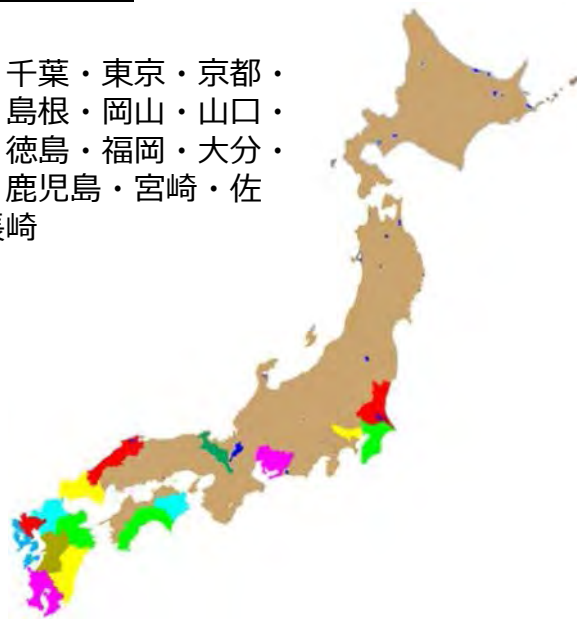 千葉・東京・京都・
島根・岡山・山口・
徳島・福岡・大分・
鹿児島・宮崎・佐
崎